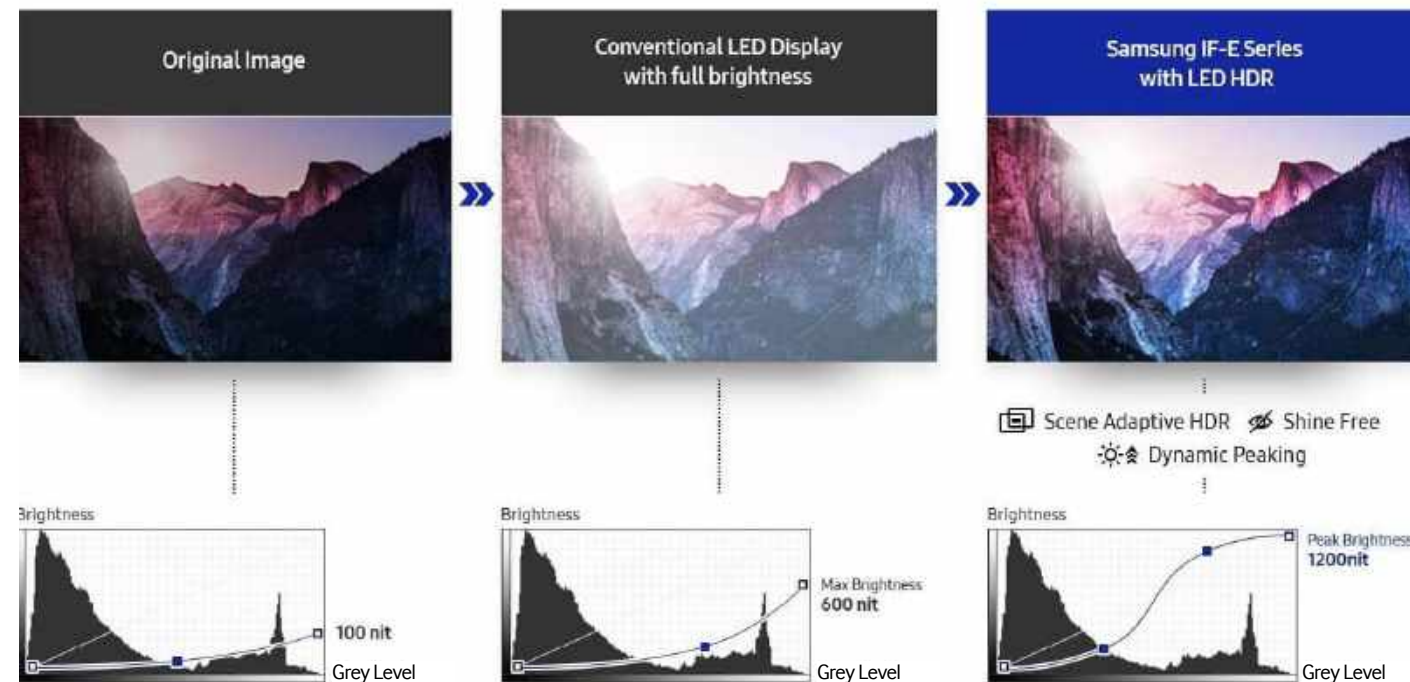 Original Image
Conventional LED Display
with full brightness
Samsung IF-E Series
with LED HDR
Scene Adaptive HDR Shine Free
Dynamic Peaking
Brightness
100 nit
Grey Level
Brightness
Max Brightness
600 nit
Grey Level
Brightness
Peak Brightness
1200nit
Grey Level